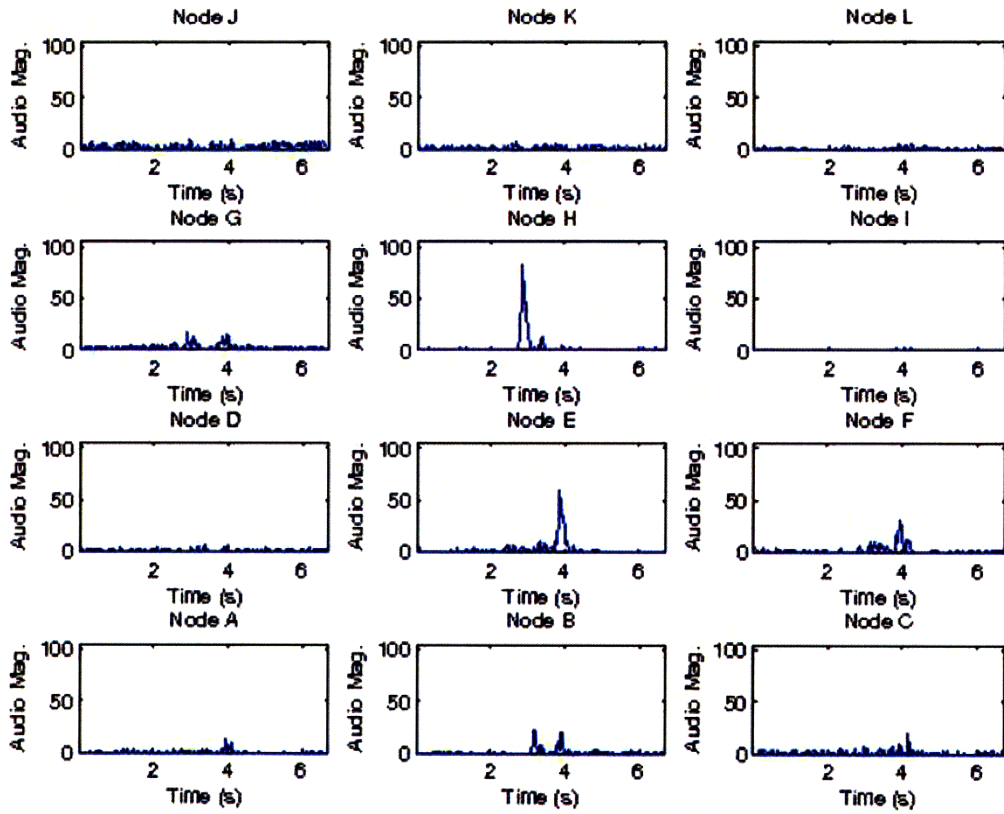 Node J Node K Node L
Audio Mag. 100 50 0 Audio Mag. 100 50 0 Audio Mag. 100 50 0
2 4 6 2 4 6 2 4 6
Time (s) Time (s) Time (s)
Node G Node H Node I
Audio Mag. 100 50 0 Audio Mag. 100 50 0 Audio Mag. 100 50 0
2 4 6 2 4 6 2 4 6
Time (s) Time (s) Time (s)
Node D Node E Node F
Audio Mag. 100 50 0 Audio Mag. 100 50 0 Audio Mag. 100 50 0
2 4 6 2 4 6 2 4 6
Time (s) Time (s) Time (s)
Node A Node B Node C
Audio Mag. 100 50 0 Audio Mag. 100 50 0 Audio Mag. 100 50 0
2 4 6 2 4 6 2 4 6
Time (s) Time (s) Time (s)